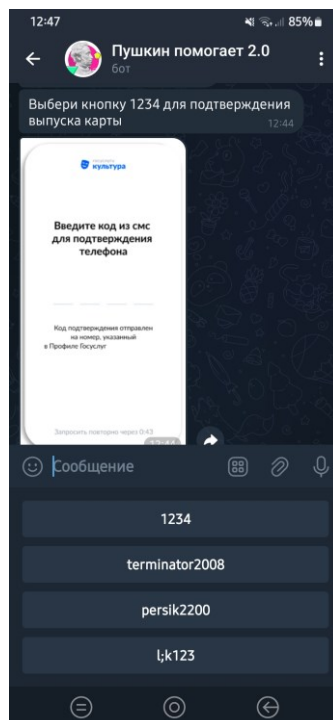 12:47
85%
Пушкин помогает 2.0
бот
Выбери кнопку 1234 для подтверждения
выпуска карты
12:44
культура
Введите код из смс
для подтверждения
телефона
Код подтверждения отправлен
на номер, указанный
в Профиле Госуслуг
Запросить повторно через 0:43
12:44
Сообщение
1234
terminator2008
persik2200
l;k123